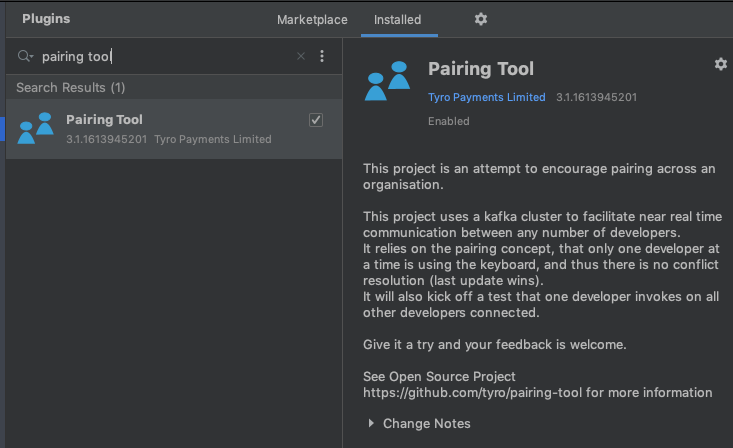 Plugins
Marketplace
Installed
pairing tool
Search Results (1)
Pairing Tool
3.1.1613945201 Tyro Payments Limited
Pairing Tool
Tyro Payments Limited 3.1.1613945201
Enabled
This project is an attempt to encourage pairing across an
organisation.
This project uses a kafka cluster to facilitate near real time
communication between any number of developers.
It relies on the pairing concept, that only one developer at
a time is using the keyboard, and thus there is no conflict
resolution (last update wins).
It will also kick off a test that one developer invokes on all
other developers connected.
Give it a try and your feedback is welcome.
See Open Source Project
https://github.com/tyro/pairing-tool for more information
Change Notes